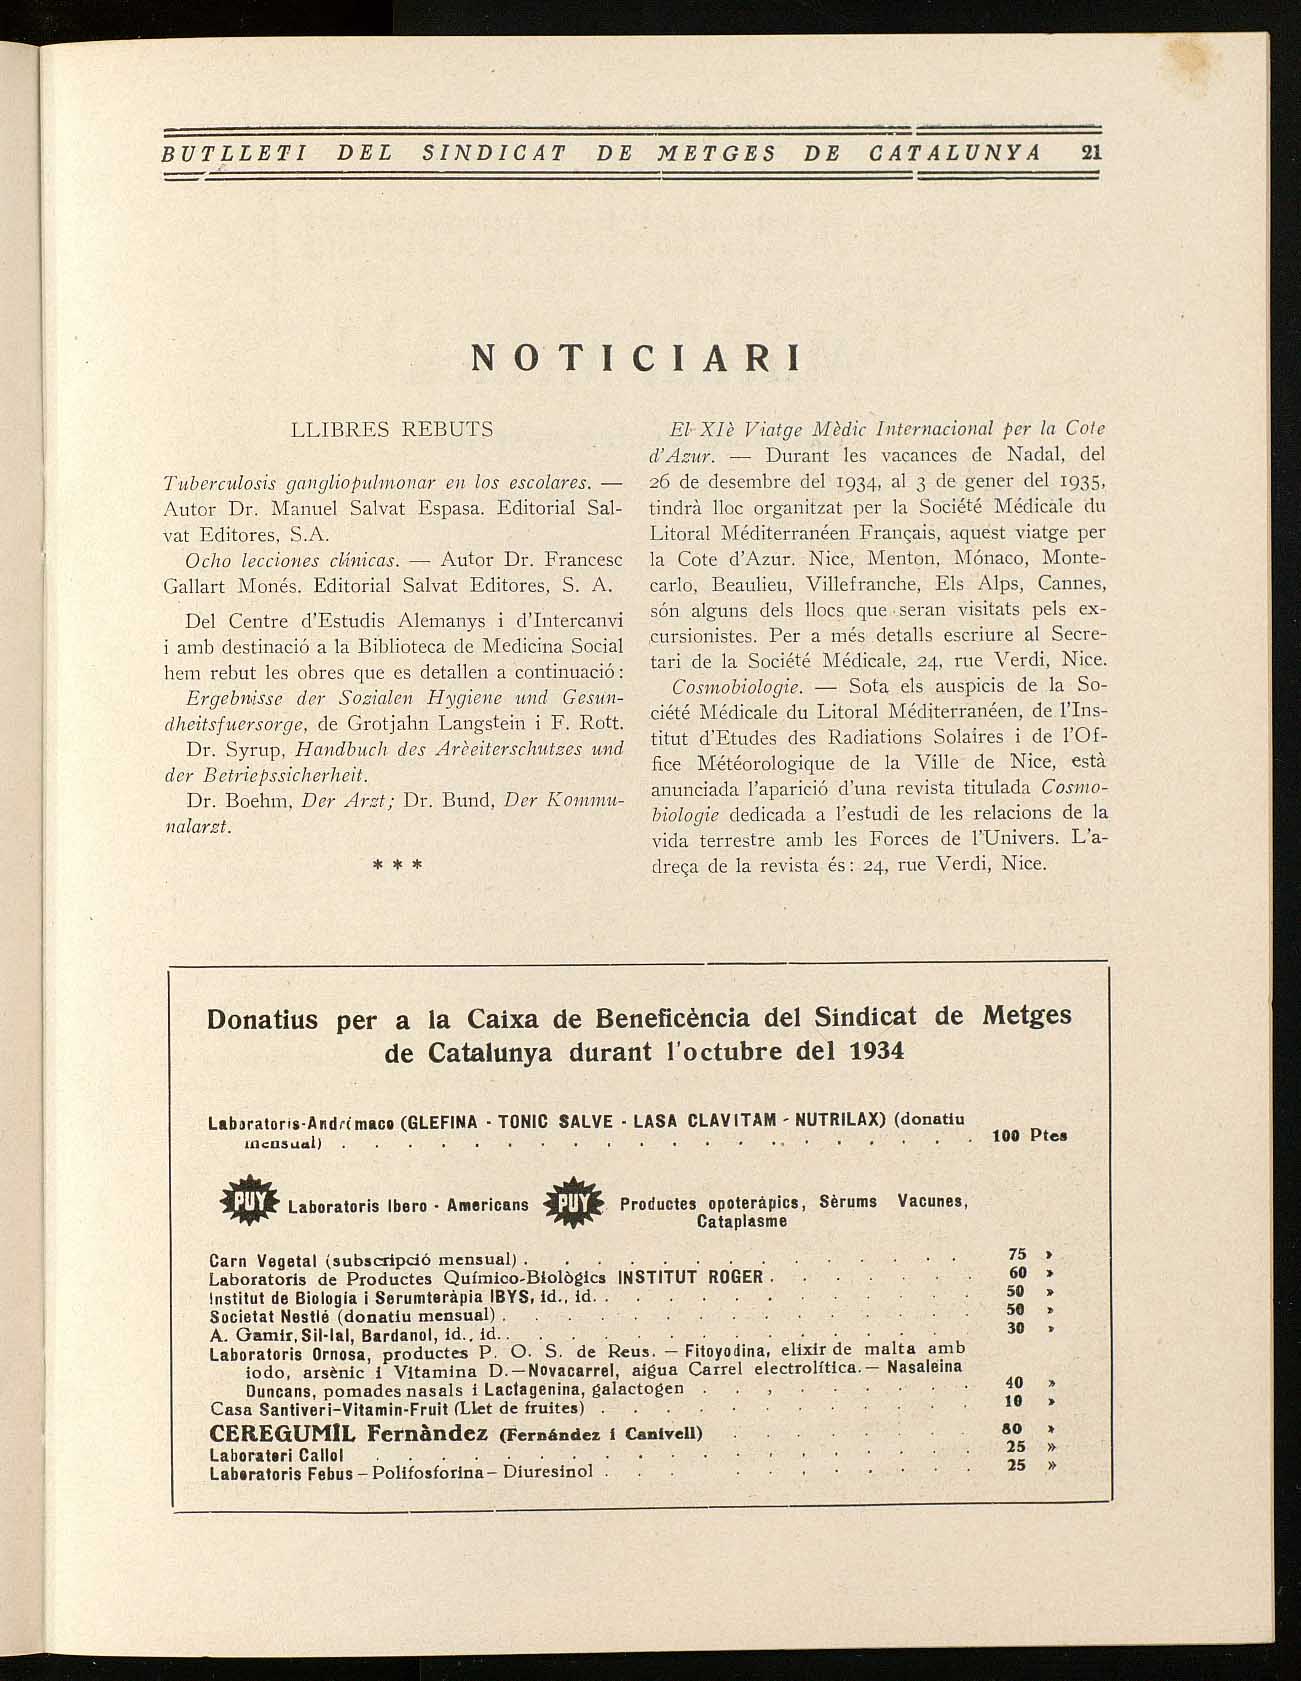 BUTLLETI DEL SINDICAT DE METGES DE CATALUNYA 21
NOTICIARI
LLIBRES REBUTS
Tuberculosis gangliopulmonar en los escolares. —
Autor Dr. Manuel Salvat Espasa. Editorial Sal-
vat Editores, S.A.
Ocho lecciones clínicas. — Autor Dr. Francesc
Gallart Monés. Editorial Salvat Editores, S. A.
Del Centre d'Estudis Alemanys i d'Intercanvi
i amb destinació a la Biblioteca de Medicina Social
hem rebut les obres que es detallen a continuació:
Ergebnisse der Sozialen Hygiene und Gesun-
dheitsfuersorge, de Grotjahn Langstein i F. Rott.
Dr. Syrup, Handbuch des Arèeiterschutzes und
der Betriepssicherheit.
Dr. Boehm, Der Arzt; Dr. Bund, Der Kommu-
nalarzt.
* * *
El XIè Viatge Mèdic Internacional per la Cote
d'Azur. — Durant les vacances de Nadal, del
26 de desembre del 1934, al 3 de gener del 1935,
tindrà lloc organitzat per la Société Médicale du
Litoral Méditerranéen Français, aquest viatge per
la Cote d'Azur. Nice, Menton, Mónaco, Monte-
carlo, Beaulieu, Villefranche, Els Alps, Cannes,
són alguns dels llocs que seran visitats pels ex-
cursionistes. Per a més detalls escriure al Secre-
tari de la Société Médicale, 24, rue Verdi, Nice.
Cosmobiologie. — Sota els auspicis de la So-
ciété Médicale du Litoral Méditerranéen, de l'Ins-
titut d'Etudes des Radiations Solaires i de l'Of-
fice Météorologique de la Ville de Nice, està
anunciada l'aparició d'una revista titulada Cosmo-
biologie dedicada a l'estudi de les relacions de la
vida terrestre amb les Forces de l'Univers. L'a-
dreça de la revista és: 24, rue Verdi, Nice.
Donatius per a la Caixa de Beneficència del Sindicat de Metges
de Catalunya durant l'octubre del 1934
Laboratoris-Andrímaco (GLEFINA - TONIC SALVE - LASA CLAVITAM - NUTRILAX) (donatiu
mensual) . . . . . . . . . . . . . . . . . . . . 100 Ptes
PUY Laboratoris Ibero - Americans PUY Productes opoteràpics, Sèrums Vacunes,
Cataplasme
Carn Vegetal (subscripció mensual) . . . . . . . . . . . . . . 75 »
Laboratoris de Productes Químico-Biològics INSTITUT ROGER . . . . . . . 60 »
Institut de Biologia i Serumteràpia IBYS, id., id. . . . . . . . . . . . . 50 »
Societat Nestlé (donatiu mensual) . . . . . . . . . . . . . . . 50 »
A. Gamir, Sil-lal, Bardanol, id., id. . . . . . . . . . . . . . . . 30 »
Laboratoris Ornosa, productes P. O. S. de Reus. — Fitoyodina, elixir de malta amb
iodo, arsènic i Vitamina D.—Novacarrel, aigua Carrel electrolítica.— Nasaleina
Duncans, pomades nasals i Lactagenina, galactogen . . . . . . . . . 40 »
Casa Santiveri-Vitamin-Fruit (Llet de fruites) . . . . . . . . . . . . 10 »
CEREGUMIL Fernàndez (Fernández i Canivell) . . . . . . . . 80 »
Laboratori Callol . . . . . . . . . . . . . . . . . . . 25 »
Laboratoris Febus – Polifosforina – Diuresinol . . . . . . . . . . . 25 »